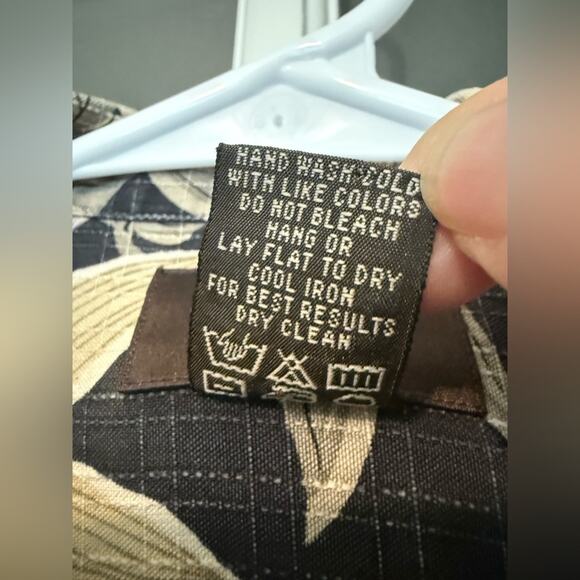 HAND WASH COLD
WITH LIKE COLORS
DO NOT BLEACH
HANG OR
LAY FLAT TO DRY
COOL IRON
FOR BEST RESULTS
DRY CLEAN